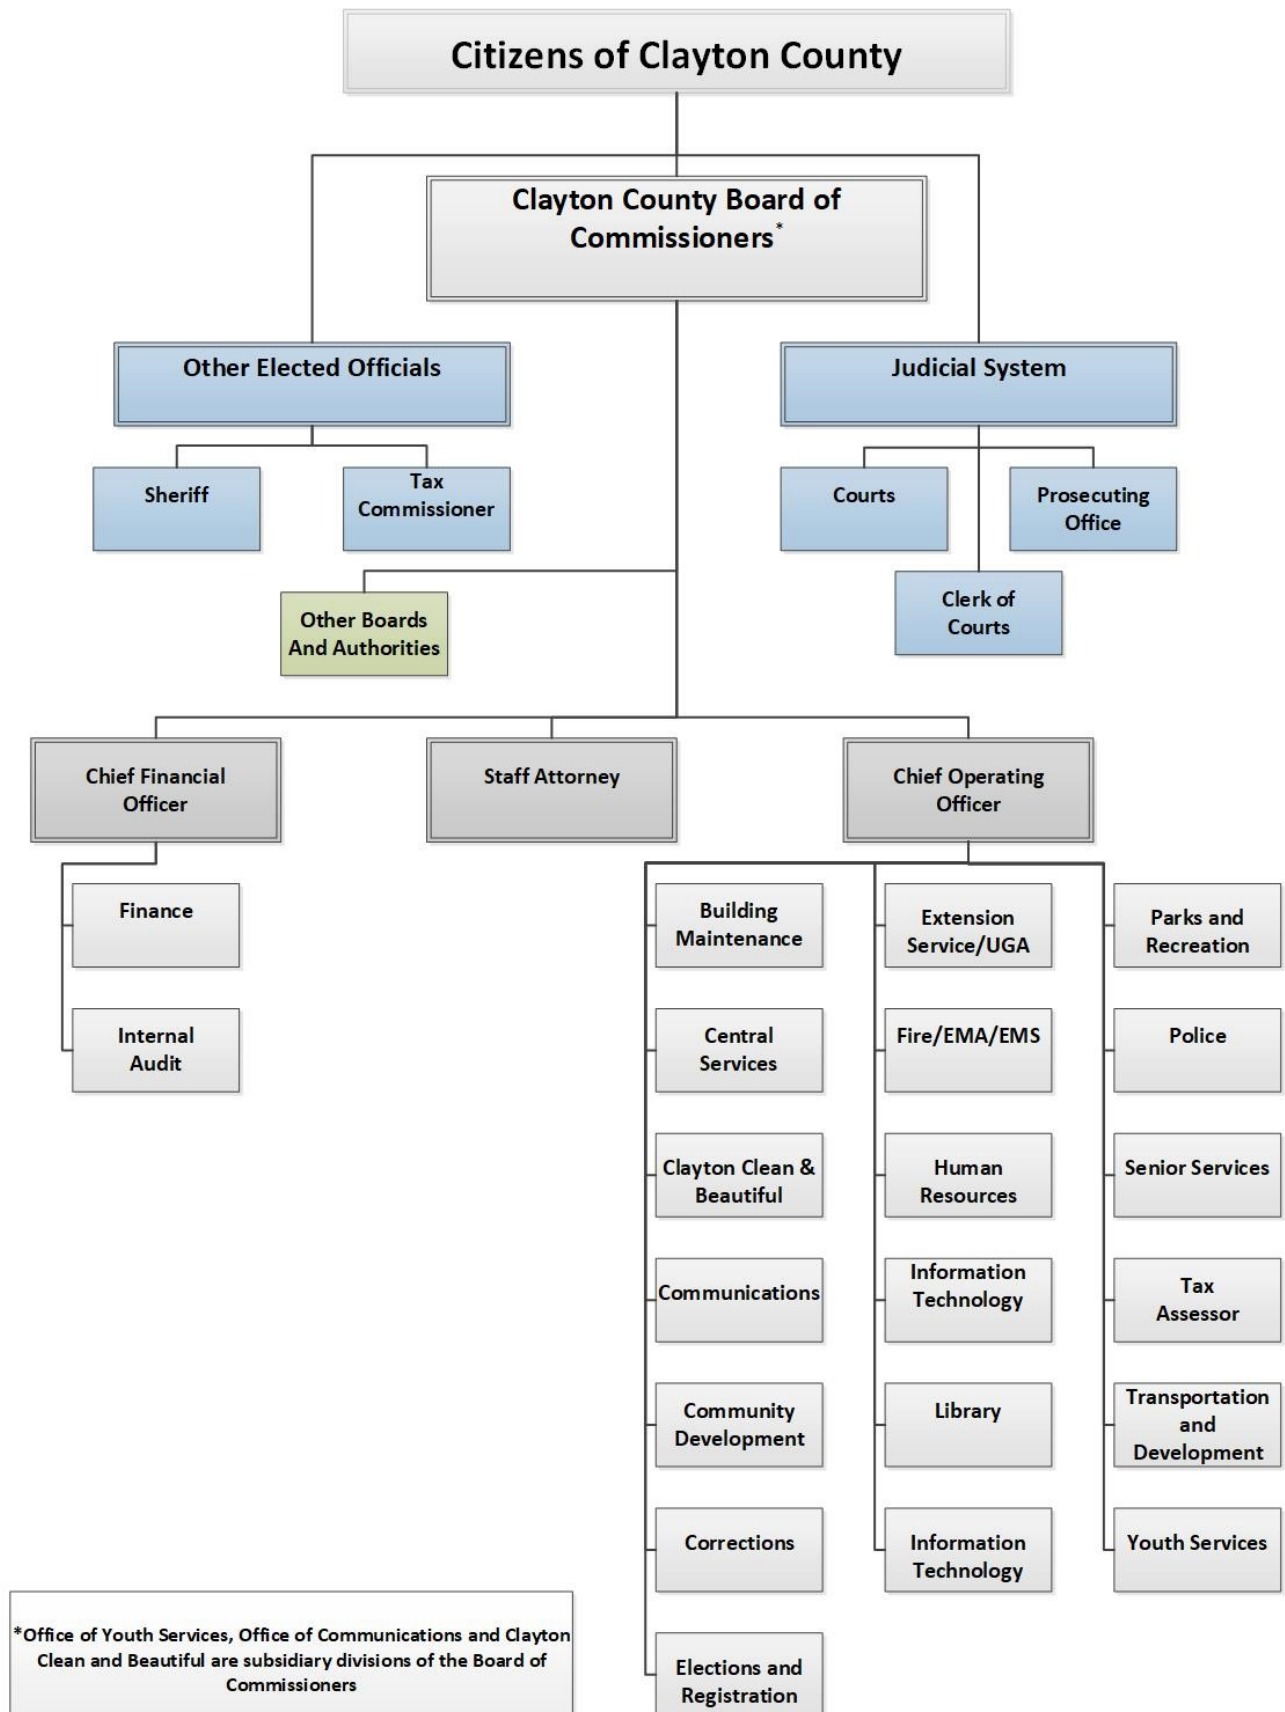 Citizens of Clayton County
Clayton County Board of
Commissioners*
Other Elected Officials
Judicial System
Sheriff
Tax
Commissioner
Courts
Prosecuting
Office
Clerk of
Courts
Other Boards
And Authorities
Chief Financial
Officer
Staff Attorney
Chief Operating
Officer
Finance
Internal
Audit
Building
Maintenance
Central
Services
Clayton Clean &
Beautiful
Communications
Community
Development
Corrections
Elections and
Registration
Extension
Service/UGA
Fire/EMA/EMS
Human
Resources
Information
Technology
Library
Information
Technology
Parks and
Recreation
Police
Senior Services
Tax
Assessor
Transportation
and
Development
Youth Services
*Office of Youth Services, Office of Communications and Clayton
Clean and Beautiful are subsidiary divisions of the Board of
Commissioners